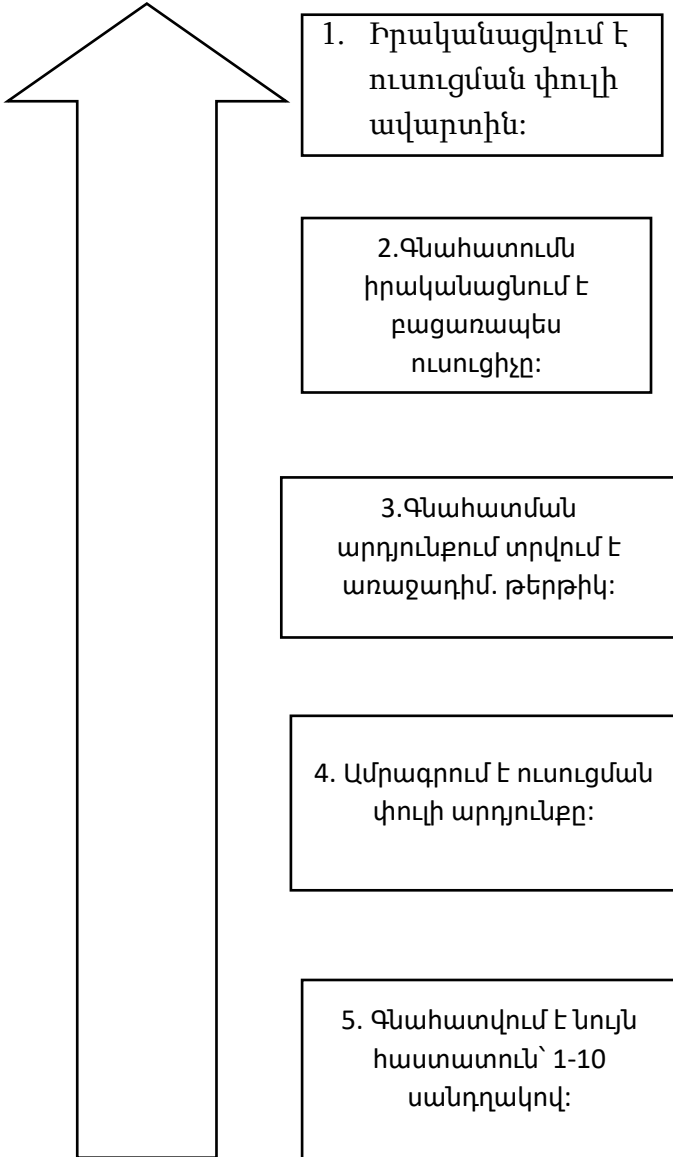 1. Իրականացվում է
ուսուցման փուլի
ավարտին:
2.Գնահատումն
իրականացնում է
բացառապես
ուսուցիչը:
3.Գնահատման
արդյունքում տրվում է
առաջադիմ. թերթիկ:
4. Ամրագրում է ուսուցման
փուլի արդյունքը:
5. Գնահատվում է նույն
հաստատուն՝ 1-10
սանդղակով: